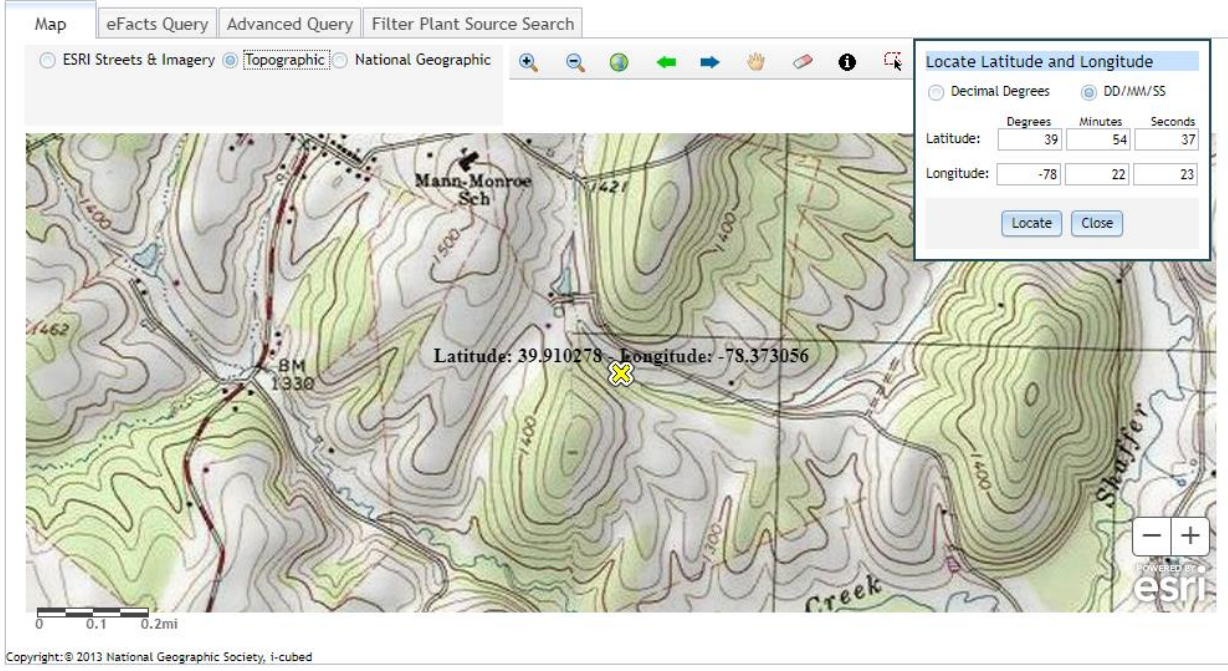 Map eFacts Query Advanced Query Filter Plant Source Search
ESRI Streets & Imagery Topographic National Geographic
Locate Latitude and Longitude
Decimal Degrees DD/MM/SS
Degrees Minutes Seconds
Latitude: 39 54 37
Longitude: -78 22 23
Locate Close
Mann-Monroe
Sch
1421
1400
1500
1400
1462
Latitude: 39.910278 - Longitude: -78.373056
BM
1330
1400
1400
Shaffer
1300
Creek
POWERED BY
esri
0 0.1 0.2mi
Copyright:© 2013 National Geographic Society, i-cubed